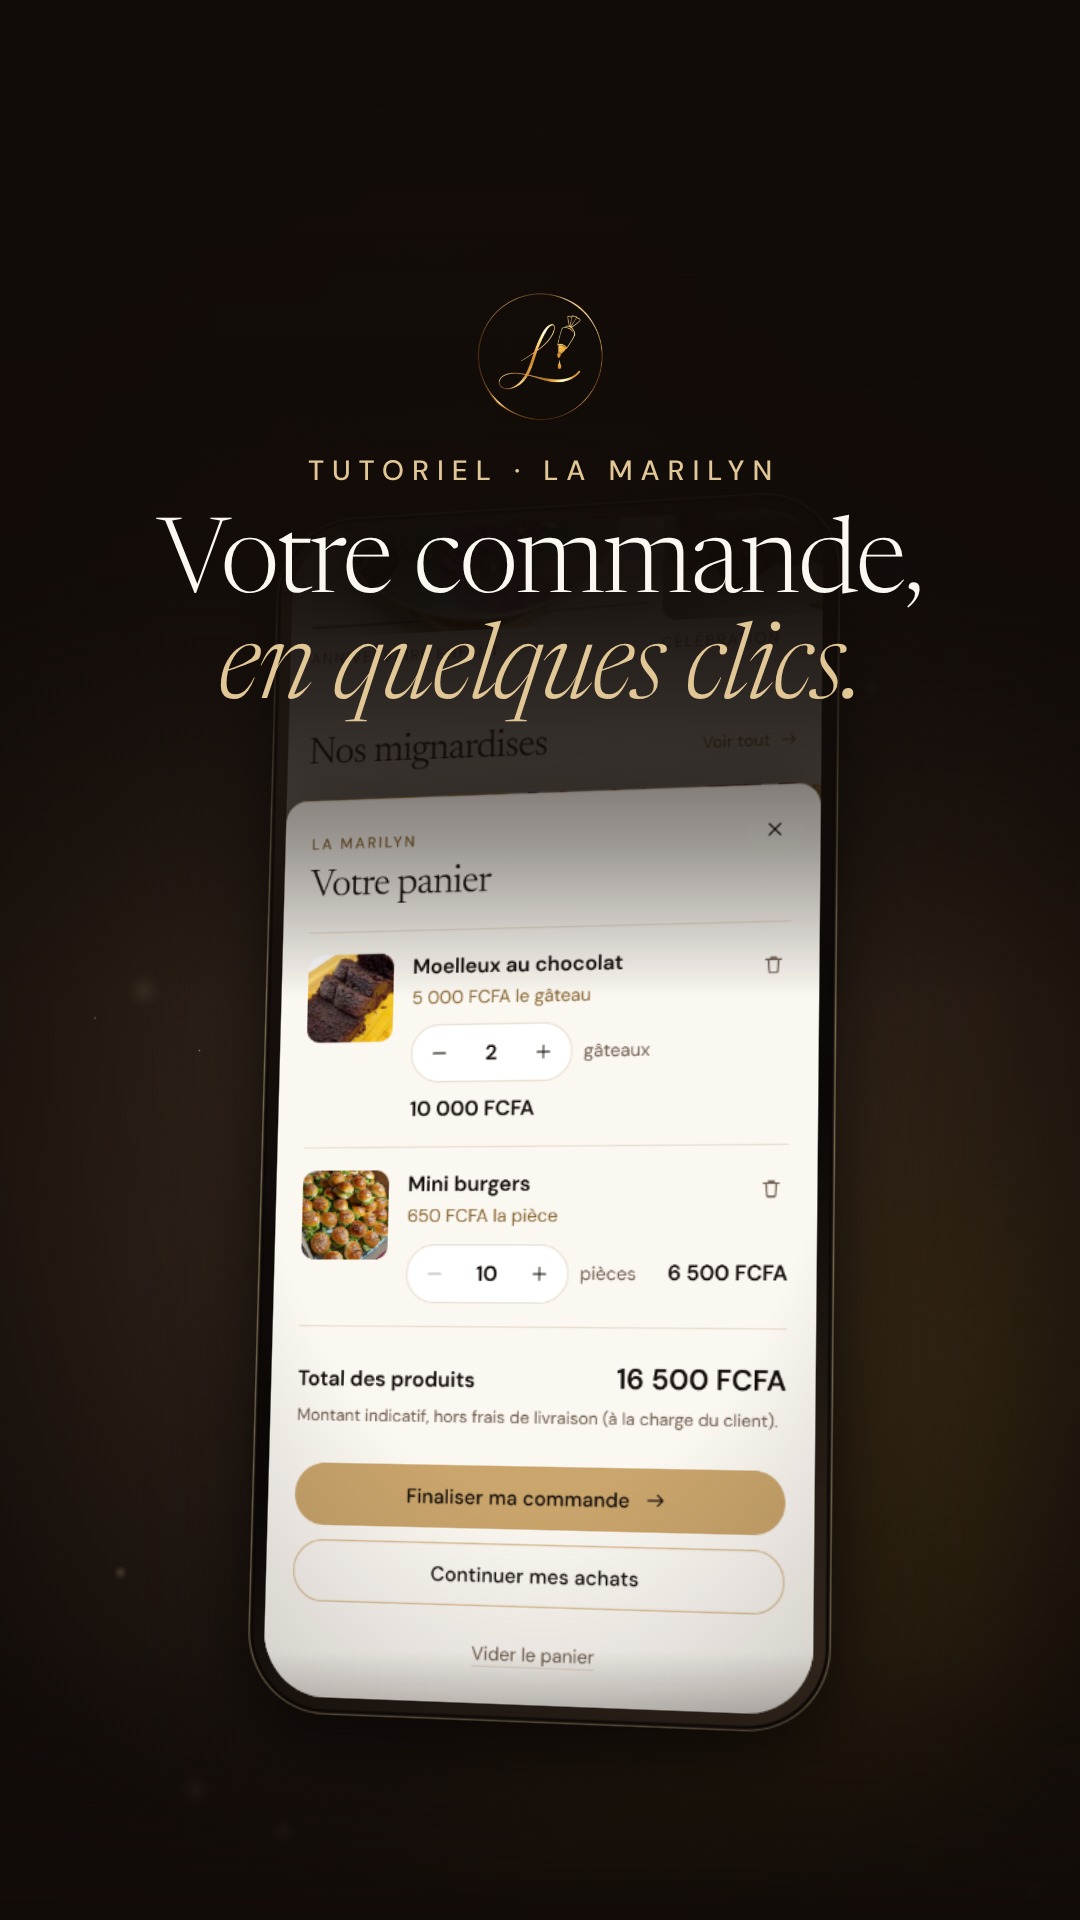 TUTORIEL · LA MARILYN
Votre commande,
en quelques clics.
CÉLÉBRATION
Nos mignardises
Voir tout →
LA MARILYN
×
Votre panier
Moelleux au chocolat
5 000 FCFA le gâteau
− 2 + gâteaux
10 000 FCFA
Mini burgers
650 FCFA la pièce
− 10 + pièces 6 500 FCFA
Total des produits 16 500 FCFA
Montant indicatif, hors frais de livraison (à la charge du client).
Finaliser ma commande →
Continuer mes achats
Vider le panier